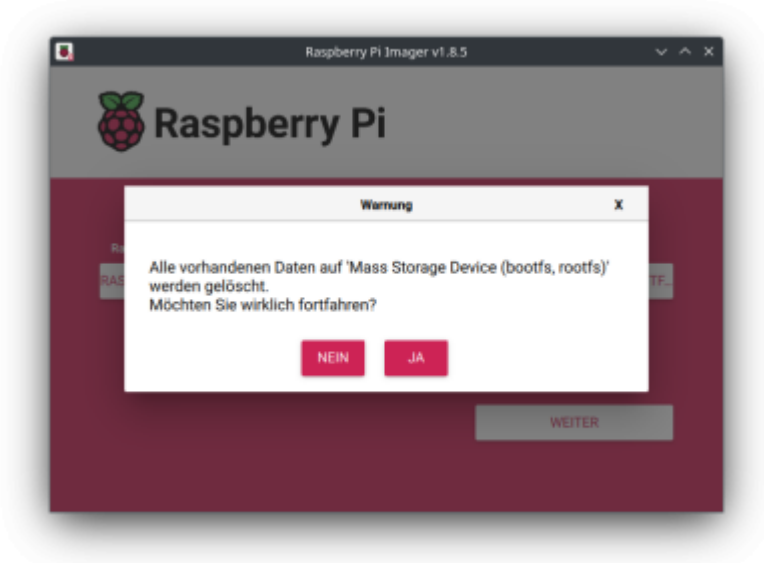 Raspberry Pi Imager v1.8.5
Raspberry Pi
Warnung X
Alle vorhandenen Daten auf 'Mass Storage Device (bootfs, rootfs)'
werden gelöscht.
Möchten Sie wirklich fortfahren?
NEIN JA
WEITER